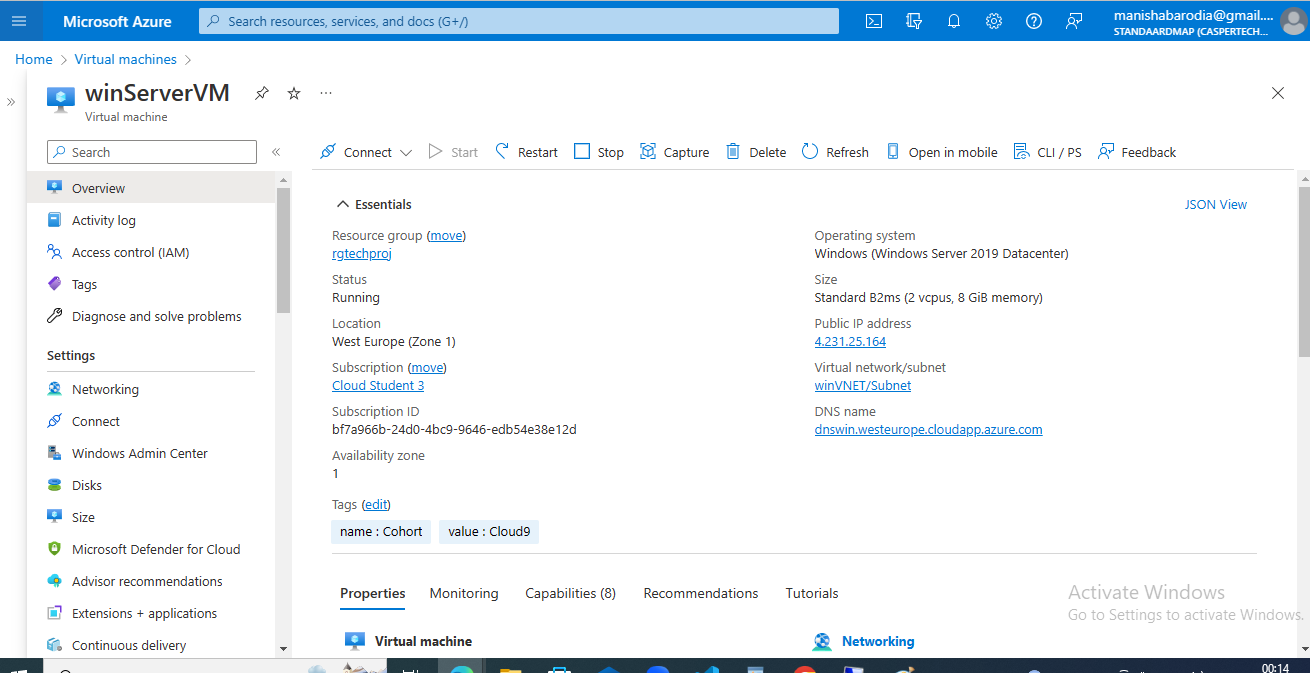 Microsoft Azure
Search resources, services, and docs (G+/)
manishabarodia@gmail....
STANDAARDMAP (CASPERTECH...
Home > Virtual machines >
winServerVM
Virtual machine
Search
Connect Start Restart Stop Capture Delete Refresh Open in mobile CLI / PS Feedback
Overview
Activity log
Access control (IAM)
Tags
Diagnose and solve problems
Settings
Networking
Connect
Windows Admin Center
Disks
Size
Microsoft Defender for Cloud
Advisor recommendations
Extensions + applications
Continuous delivery
Essentials
JSON View
Resource group (move)
rgtechproj
Status
Running
Location
West Europe (Zone 1)
Subscription (move)
Cloud Student 3
Subscription ID
bf7a966b-24d0-4bc9-9646-edb54e38e12d
Availability zone
1
Operating system
Windows (Windows Server 2019 Datacenter)
Size
Standard B2ms (2 vcpus, 8 GiB memory)
Public IP address
4.231.25.164
Virtual network/subnet
winVNET/Subnet
DNS name
dnswin.westeurope.cloudapp.azure.com
Tags (edit)
name : Cohort value : Cloud9
Properties Monitoring Capabilities (8) Recommendations Tutorials
Virtual machine
Networking
Activate Windows
Go to Settings to activate Windows.
00:14